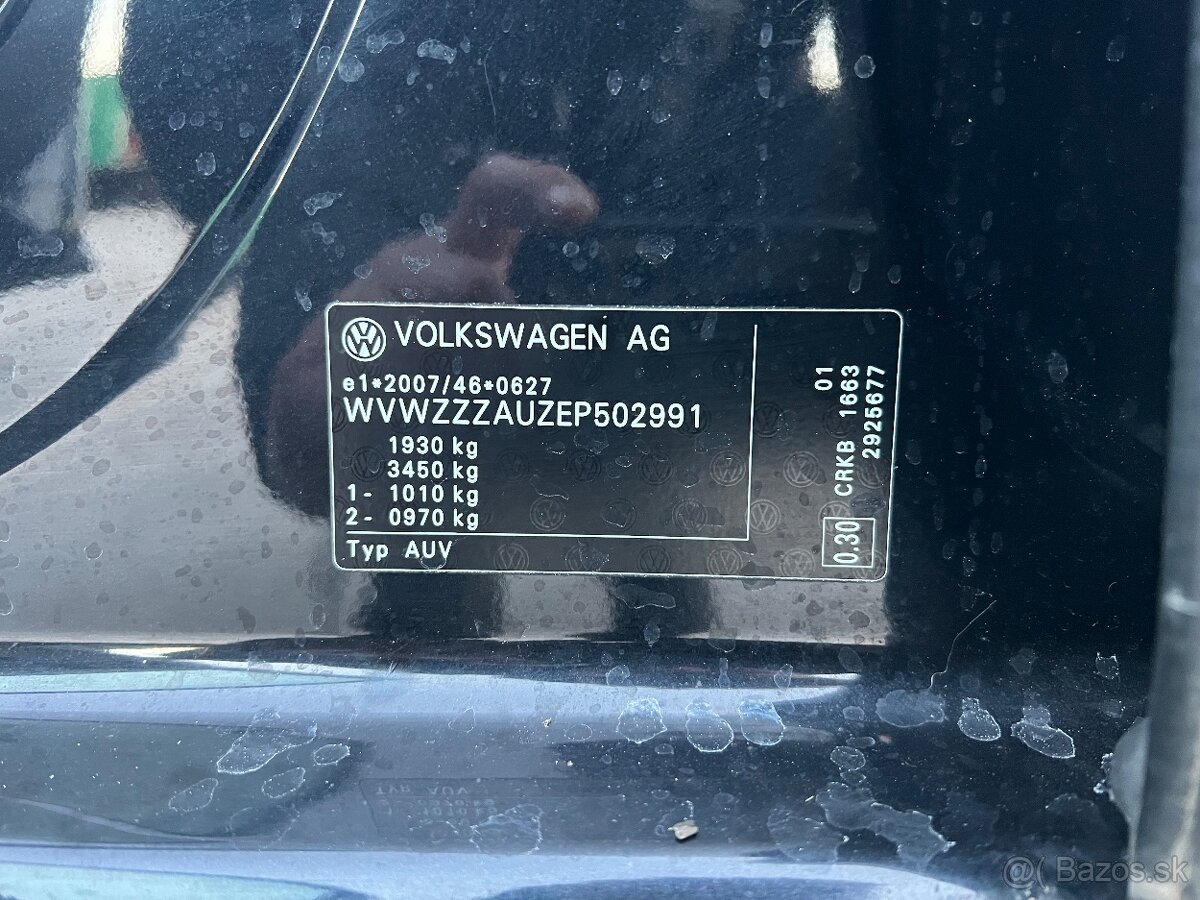 VOLKSWAGEN AG
e1*2007/46*0627
WVWZZZAUZEP502991
1930 kg
3450 kg
1- 1010 kg
2- 0970 kg
Typ AUV
01
CRKB 1663
2925677
0.30
@( Bazos.sk